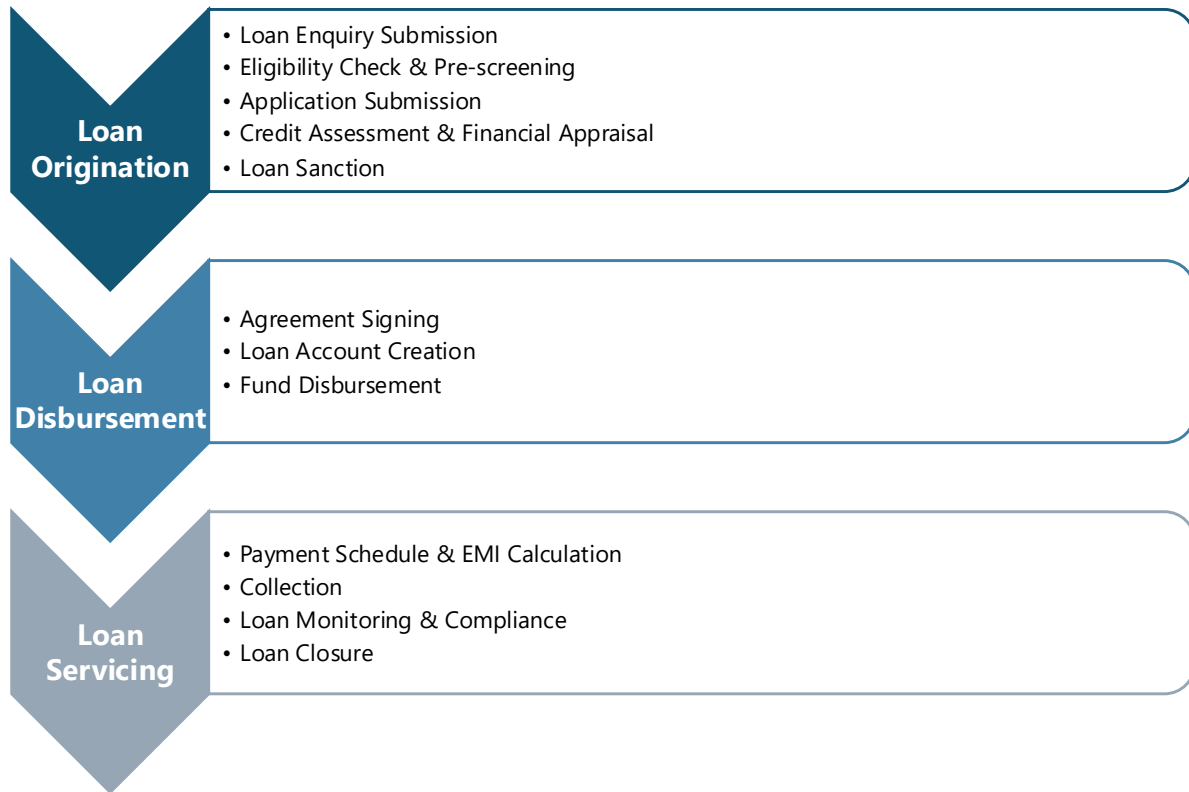 Loan
Origination
• Loan Enquiry Submission
• Eligibility Check & Pre-screening
• Application Submission
• Credit Assessment & Financial Appraisal
• Loan Sanction
Loan
Disbursement
• Agreement Signing
• Loan Account Creation
• Fund Disbursement
Loan
Servicing
• Payment Schedule & EMI Calculation
• Collection
• Loan Monitoring & Compliance
• Loan Closure